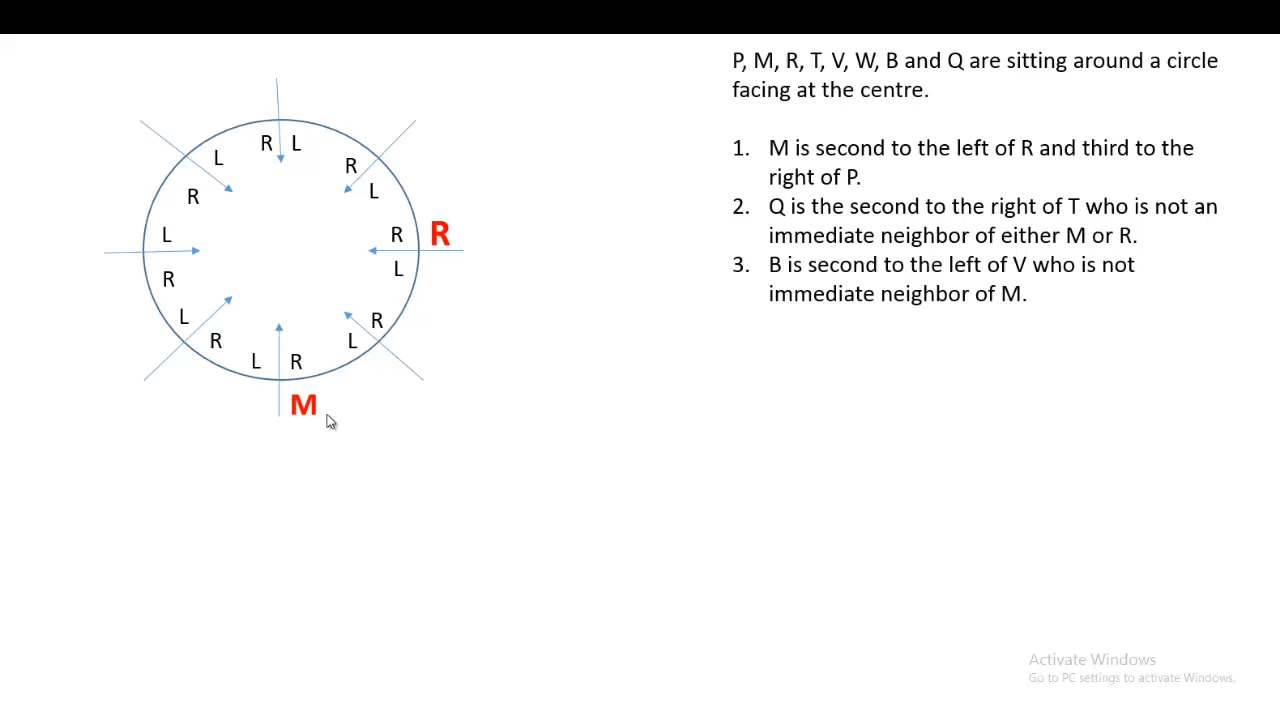 P, M, R, T, V, W, B and Q are sitting around a circle
facing at the centre.
1. M is second to the left of R and third to the
right of P.
2. Q is the second to the right of T who is not an
immediate neighbor of either M or R.
3. B is second to the left of V who is not
immediate neighbor of M.
R L
L
R
R
L
L
R
R
R
L
L
R
R
L
L R
M
Activate Windows
Go to PC settings to activate Windows.